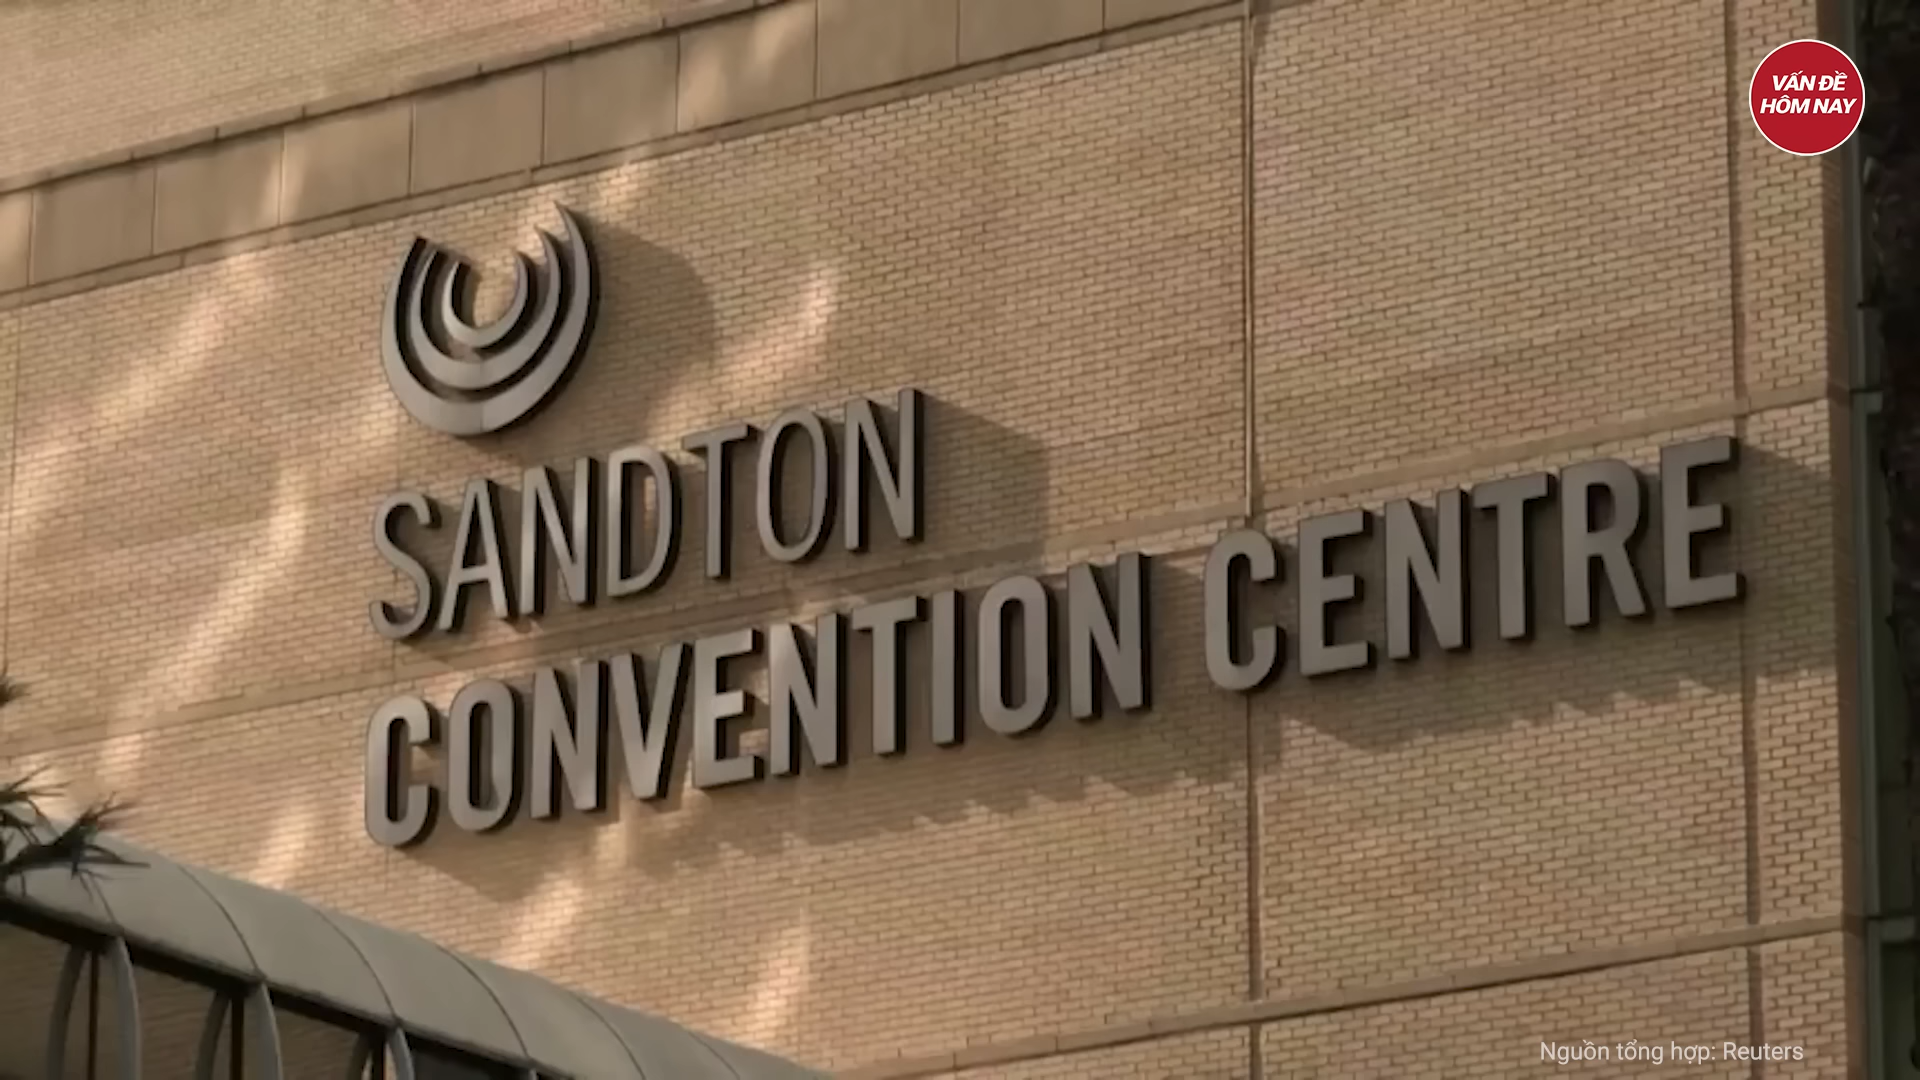 VẤN ĐỀ
HÔM NAY
SANDTON
CONVENTION CENTRE
Nguồn tổng hợp: Reuters